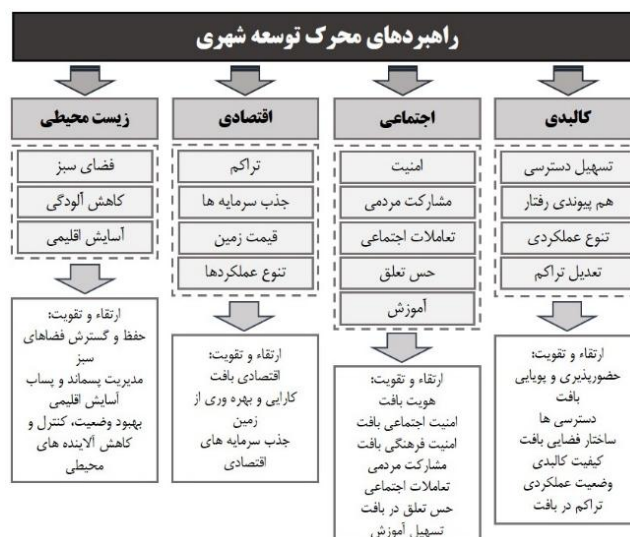 راهبردهای محرک توسعه شهری
کالبدی
تسهیل دسترسی
هم پیوندی رفتار
تنوع عملکردی
تعدیل تراکم
ارتقاء و تقویت:
حضورپذیری و پویایی
بافت
دسترسی ها
ساختار فضایی بافت
کیفیت کالبدی
وضعیت عملکردی
تراکم در بافت
اجتماعی
امنیت
مشارکت مردمی
تعاملات اجتماعی
حس تعلق
آموزش
ارتقاء و تقویت:
هویت بافت
امنیت اجتماعی بافت
امنیت فرهنگی بافت
مشارکت مردمی
تعاملات اجتماعی
حس تعلق در بافت
تسهیل آموزش
اقتصادی
تراکم
جذب سرمایه ها
قیمت زمین
تنوع عملکردها
ارتقاء و تقویت:
اقتصادی بافت
کارایی و بهره وری از
زمین
جذب سرمایه های
اقتصادی
زیست محیطی
فضای سبز
کاهش آلودگی
آسایش اقلیمی
ارتقاء و تقویت:
حفظ و گسترش فضاهای
سبز
مدیریت پسماند و پساب
آسایش اقلیمی
بهبود وضعیت، کنترل و
کاهش آلاینده های
محیطی